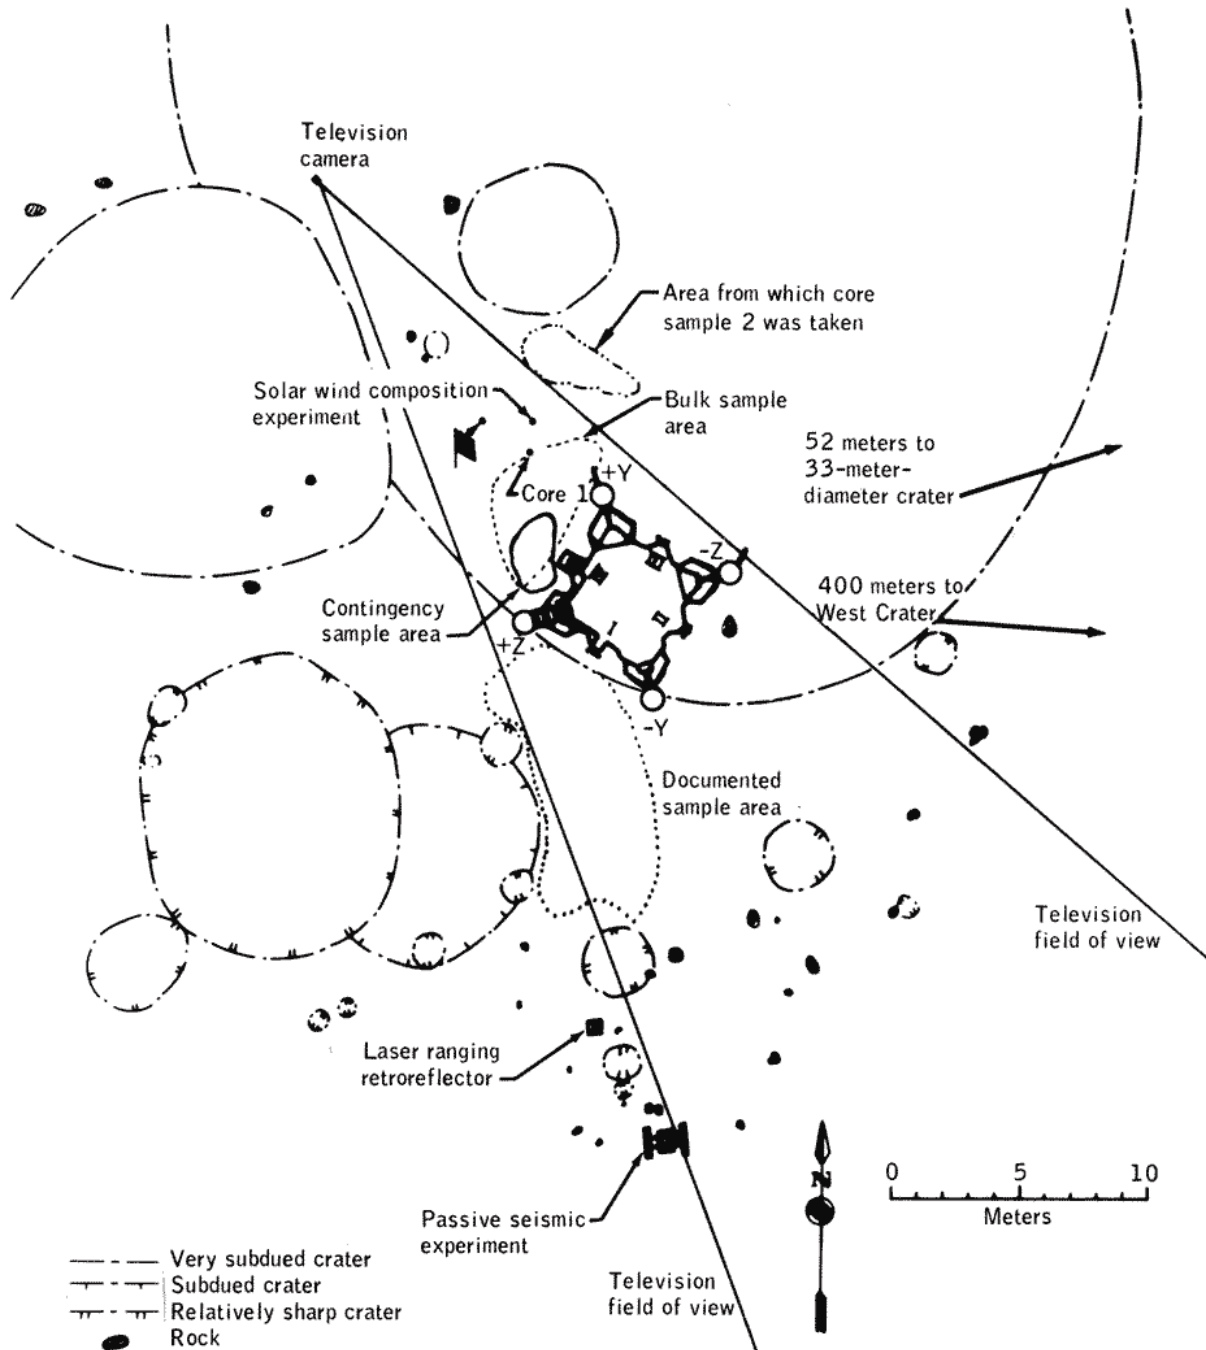 Television
camera
Area from which core
sample 2 was taken
Solar wind composition
experiment
Bulk sample
area
52 meters to
33-meter-
diameter crater
+Y
Core 1
-Z
400 meters to
West Crater
Contingency
sample area
+Z
I
II
-Y
Documented
sample area
Television
field of view
Laser ranging
retroreflector
N
0 5 10
Meters
Passive seismic
experiment
Television
field of view
Very subdued crater
Subdued crater
Relatively sharp crater
Rock